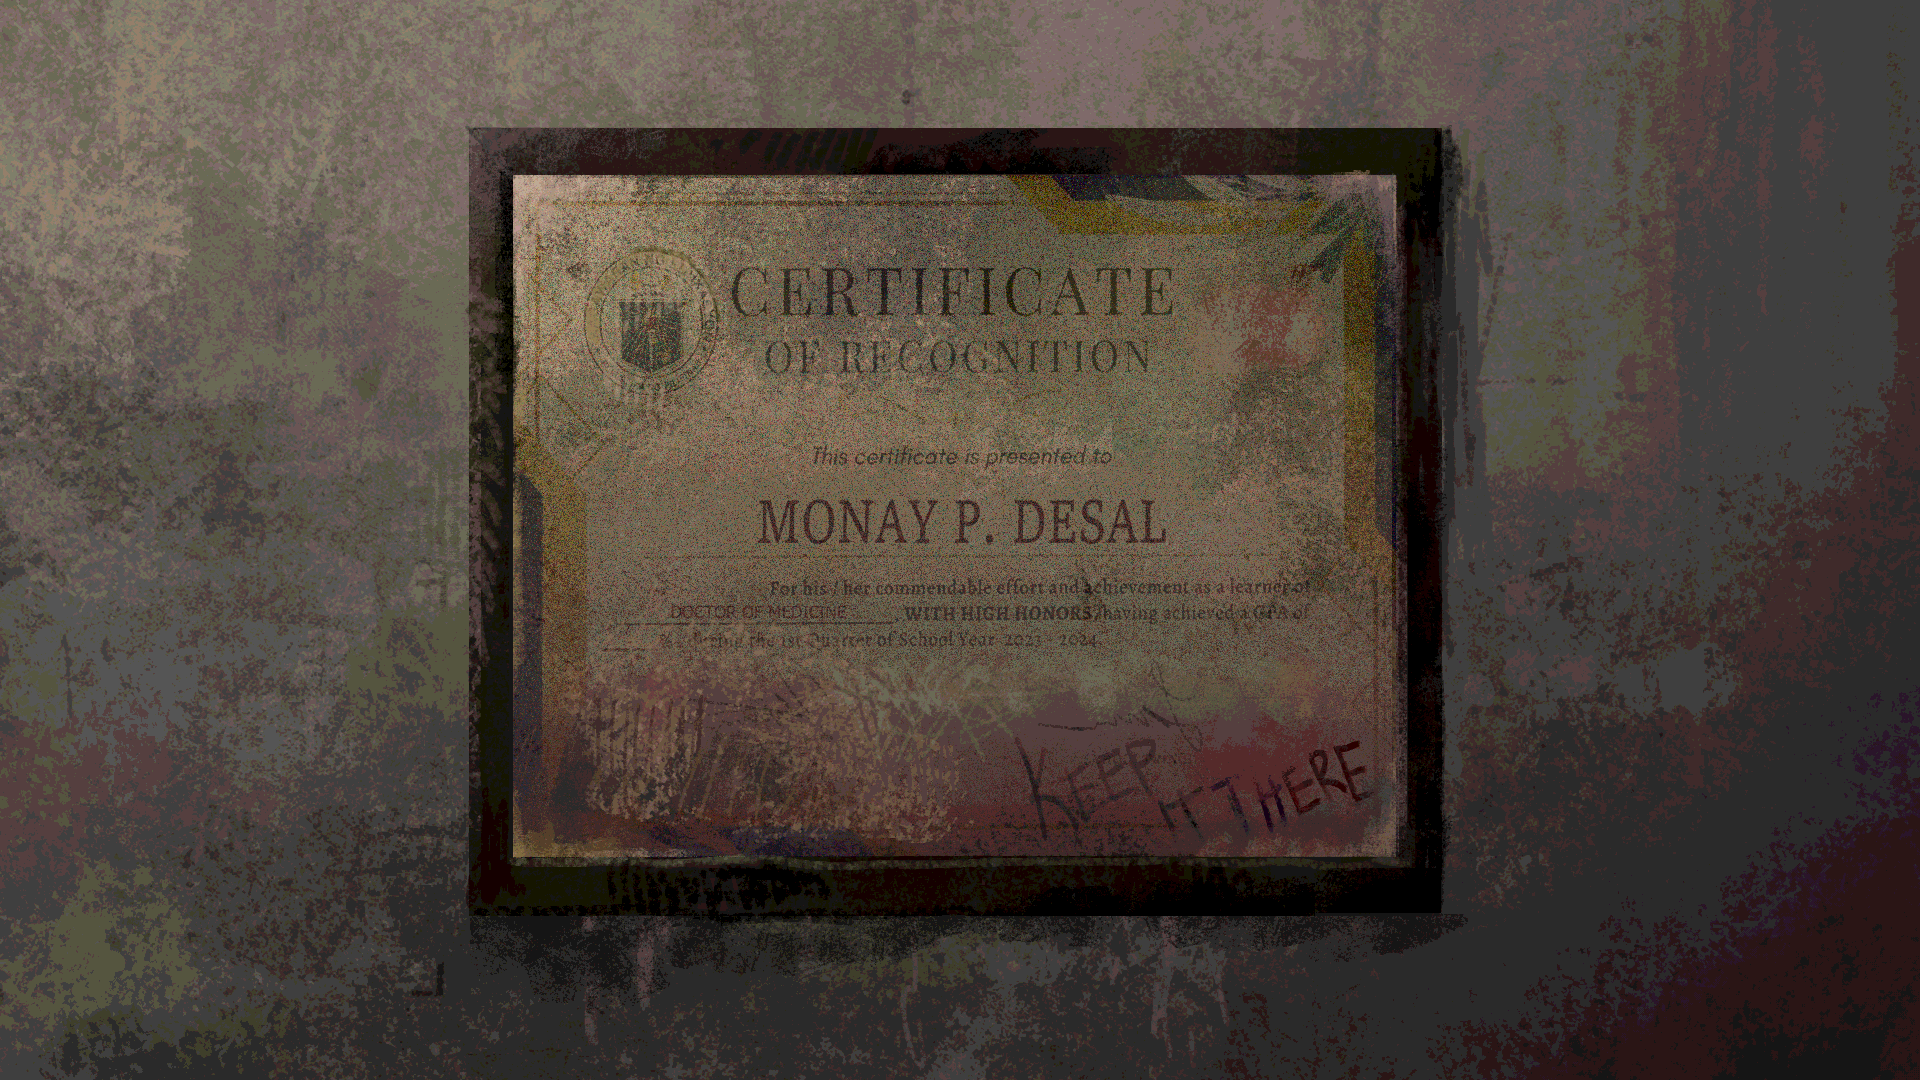 CERTIFICATE
OF RECOGNITION
This certificate is presented to
MONAY P. DESAL
For his / her commendable effort and achievement as a learner of
DOCTOR OF MEDICINE, WITH HIGH HONORS, having achieved a GPA of
% the 1st Quarter of School Year 2023 - 2024.
KEEP
IT THERE